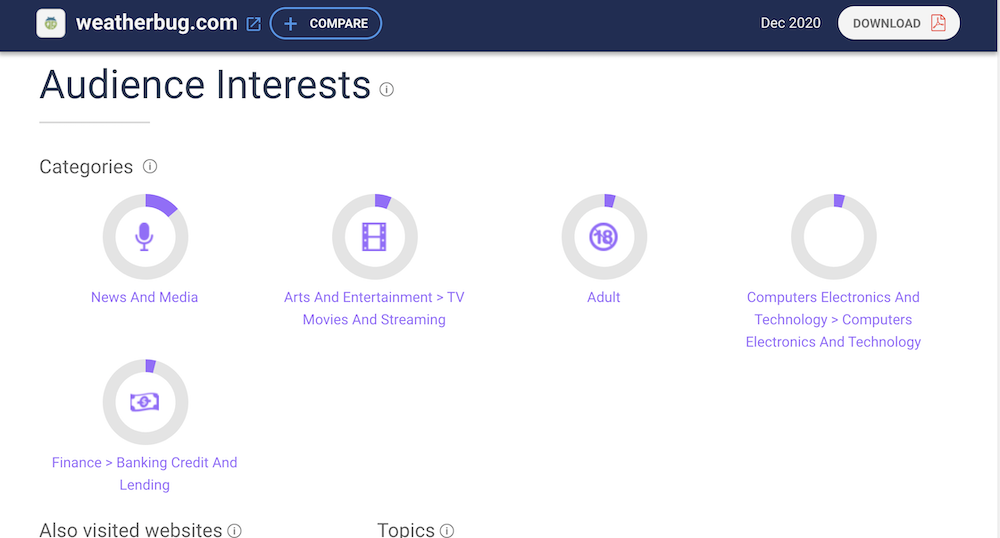 weatherbug.com
+ COMPARE
Dec 2020
DOWNLOAD
Audience Interests
Categories
18
News And Media
Arts And Entertainment > TV
Movies And Streaming
Adult
Computers Electronics And
Technology > Computers
Electronics And Technology
Finance > Banking Credit And
Lending
Also visited websites
Topics